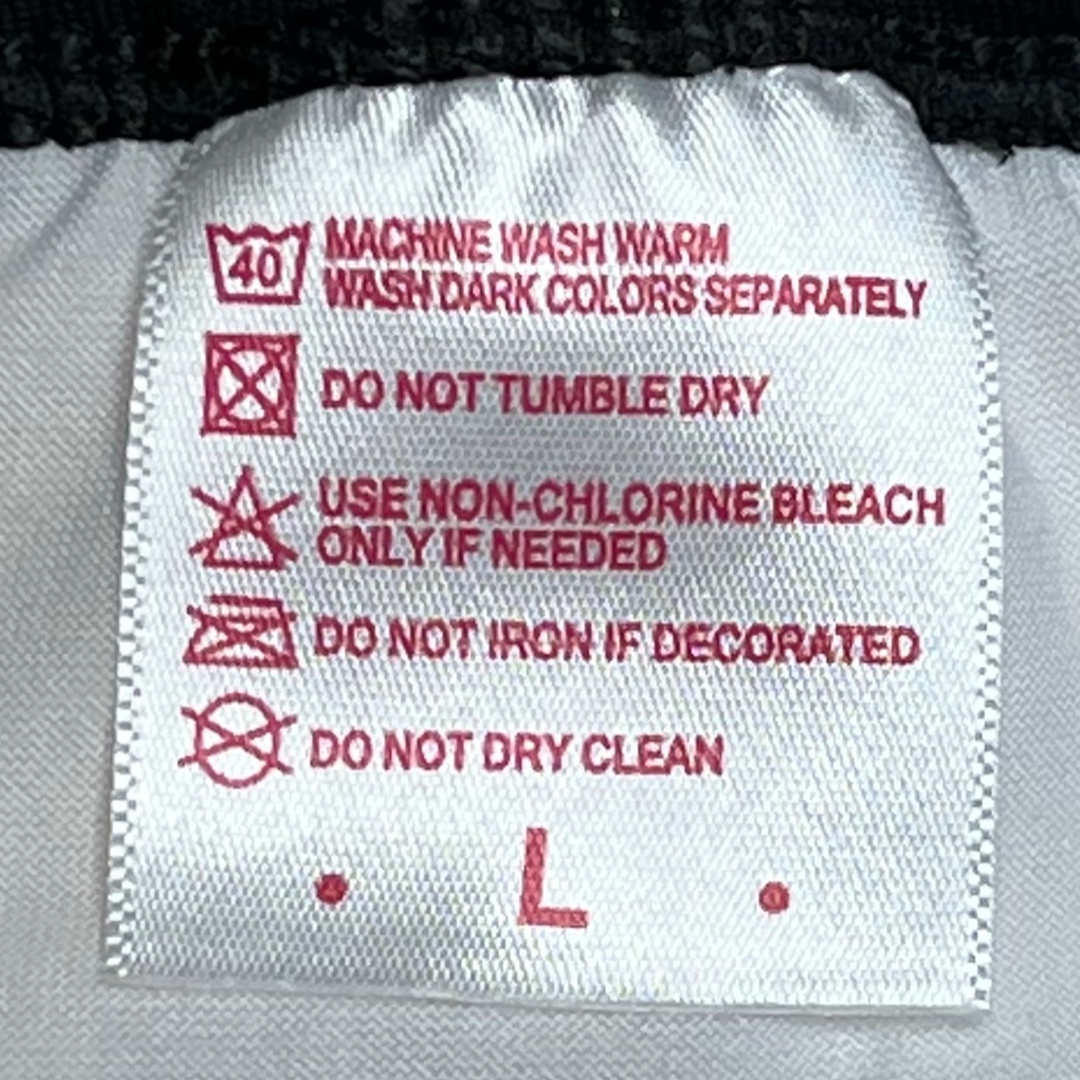 40
MACHINE WASH WARM
WASH DARK COLORS SEPARATELY
DO NOT TUMBLE DRY
USE NON-CHLORINE BLEACH
ONLY IF NEEDED
DO NOT IRON IF DECORATED
DO NOT DRY CLEAN
• L •